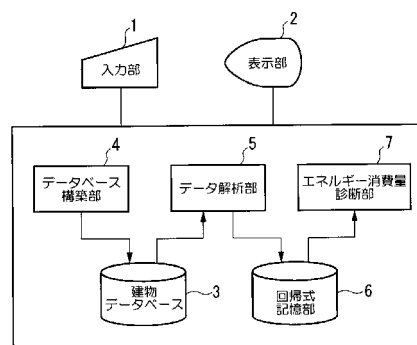 1
2
入力部
表示部
4
5
7
データベース
構築部
データ解析部
エネルギー消費量
診断部
建物
データベース
3
回帰式
記憶部
6